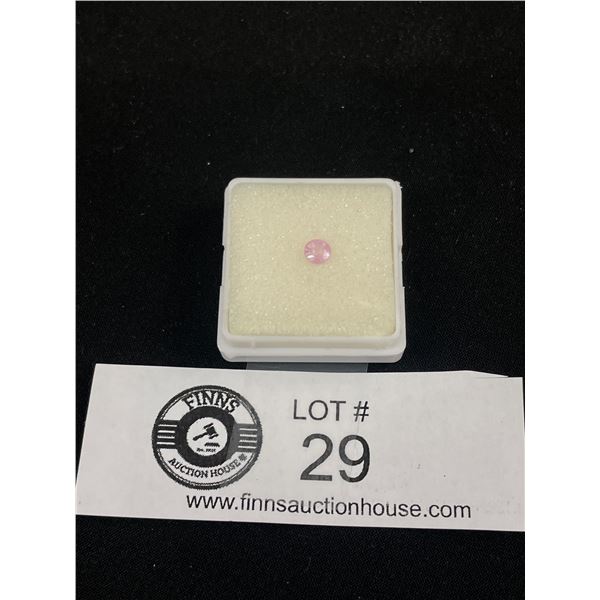 FINNS
AUCTION HOUSE
LOT #
29
www.finnsauctionhouse.com